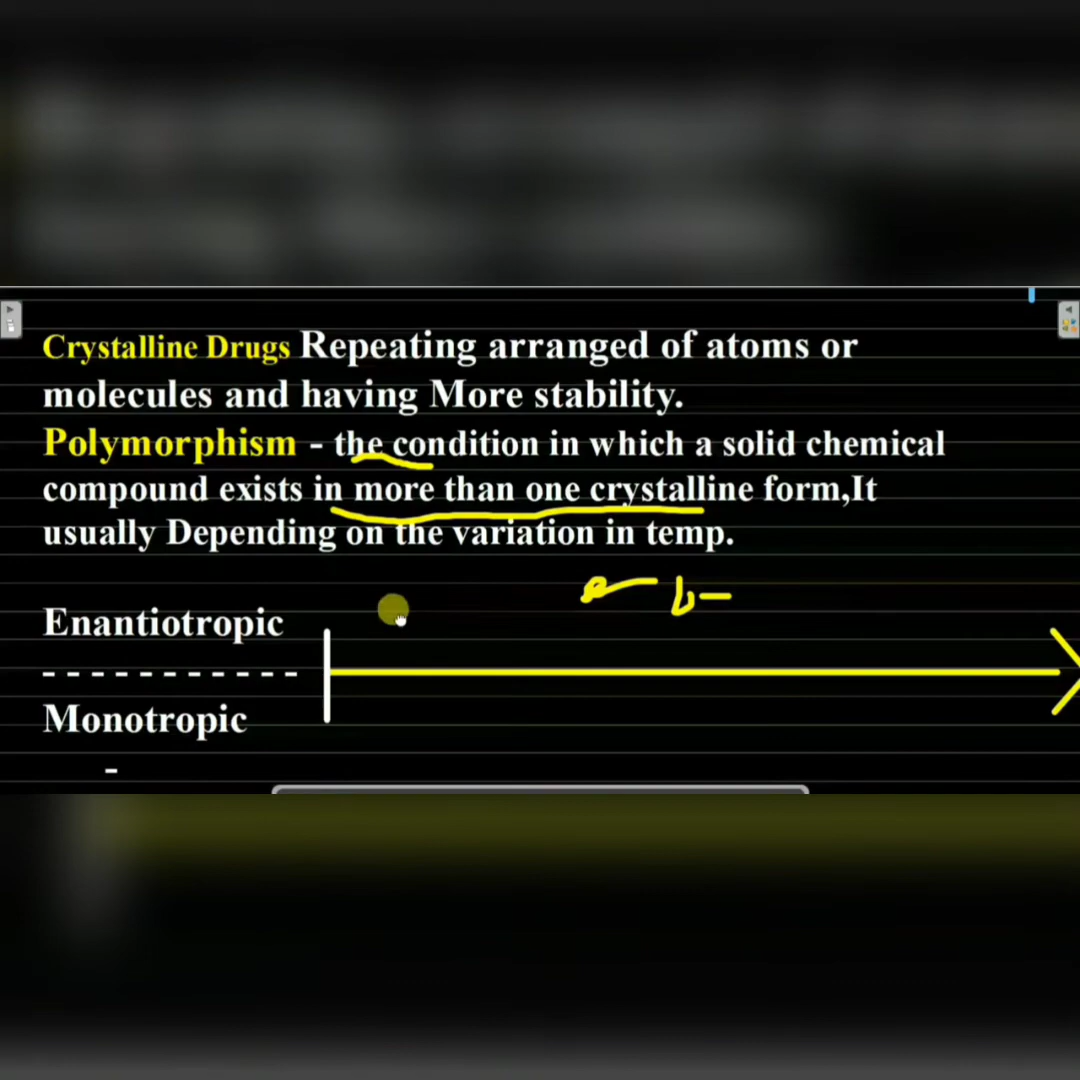 Crystalline Drugs Repeating arranged of atoms or
molecules and having More stability.
Polymorphism - the condition in which a solid chemical
compound exists in more than one crystalline form,It
usually Depending on the variation in temp.
Enantiotropic
- - - - - - - - - - -
Monotropic
-